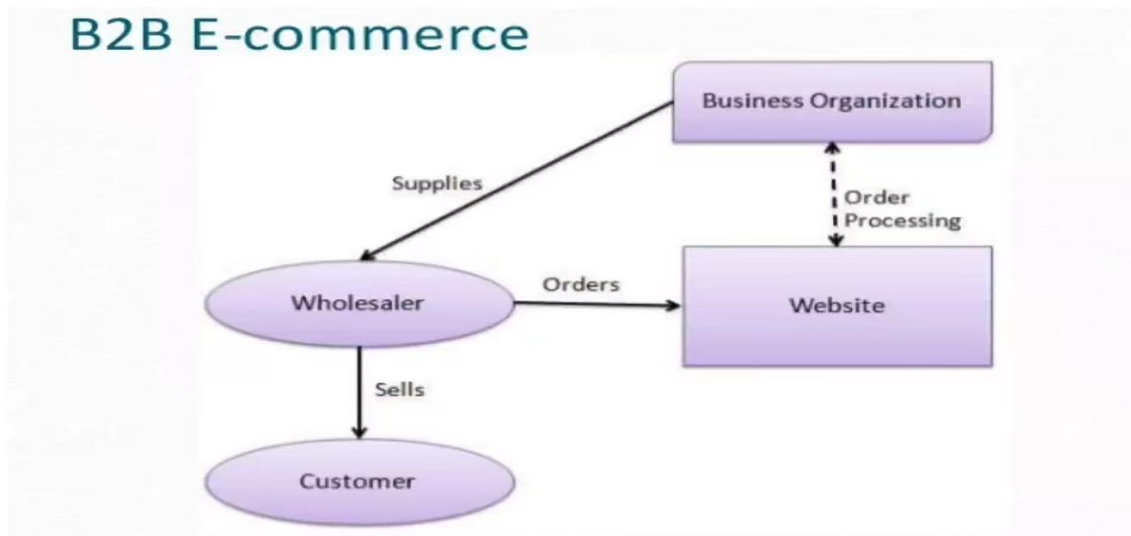 B2B E-commerce
Business Organization
Supplies
Order
Processing
Wholesaler
Orders
Website
Sells
Customer